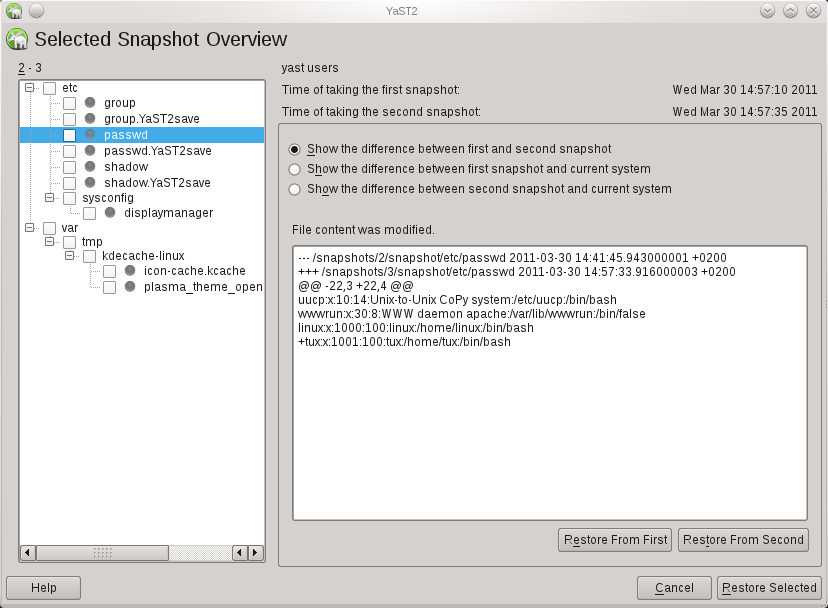 YaST2
Selected Snapshot Overview
2 - 3
etc
group
group.YaST2save
passwd
passwd.YaST2save
shadow
shadow.YaST2save
sysconfig
displaymanager
var
tmp
kdecache-linux
icon-cache.kcache
plasma_theme_open
yast users
Time of taking the first snapshot: Wed Mar 30 14:57:10 2011
Time of taking the second snapshot: Wed Mar 30 14:57:35 2011
Show the difference between first and second snapshot
Show the difference between first snapshot and current system
Show the difference between second snapshot and current system
File content was modified.
--- /snapshots/2/snapshot/etc/passwd 2011-03-30 14:41:45.943000001 +0200
+++ /snapshots/3/snapshot/etc/passwd 2011-03-30 14:57:33.916000003 +0200
@@ -22,3 +22,4 @@
uucp:x:10:14:Unix-to-Unix CoPy system:/etc/uucp:/bin/bash
wwwrun:x:30:8:WWW daemon apache:/var/lib/wwwrun:/bin/false
linux:x:1000:100:linux:/home/linux:/bin/bash
+tux:x:1001:100:tux:/home/tux:/bin/bash
Restore From First Restore From Second
Help Cancel Restore Selected